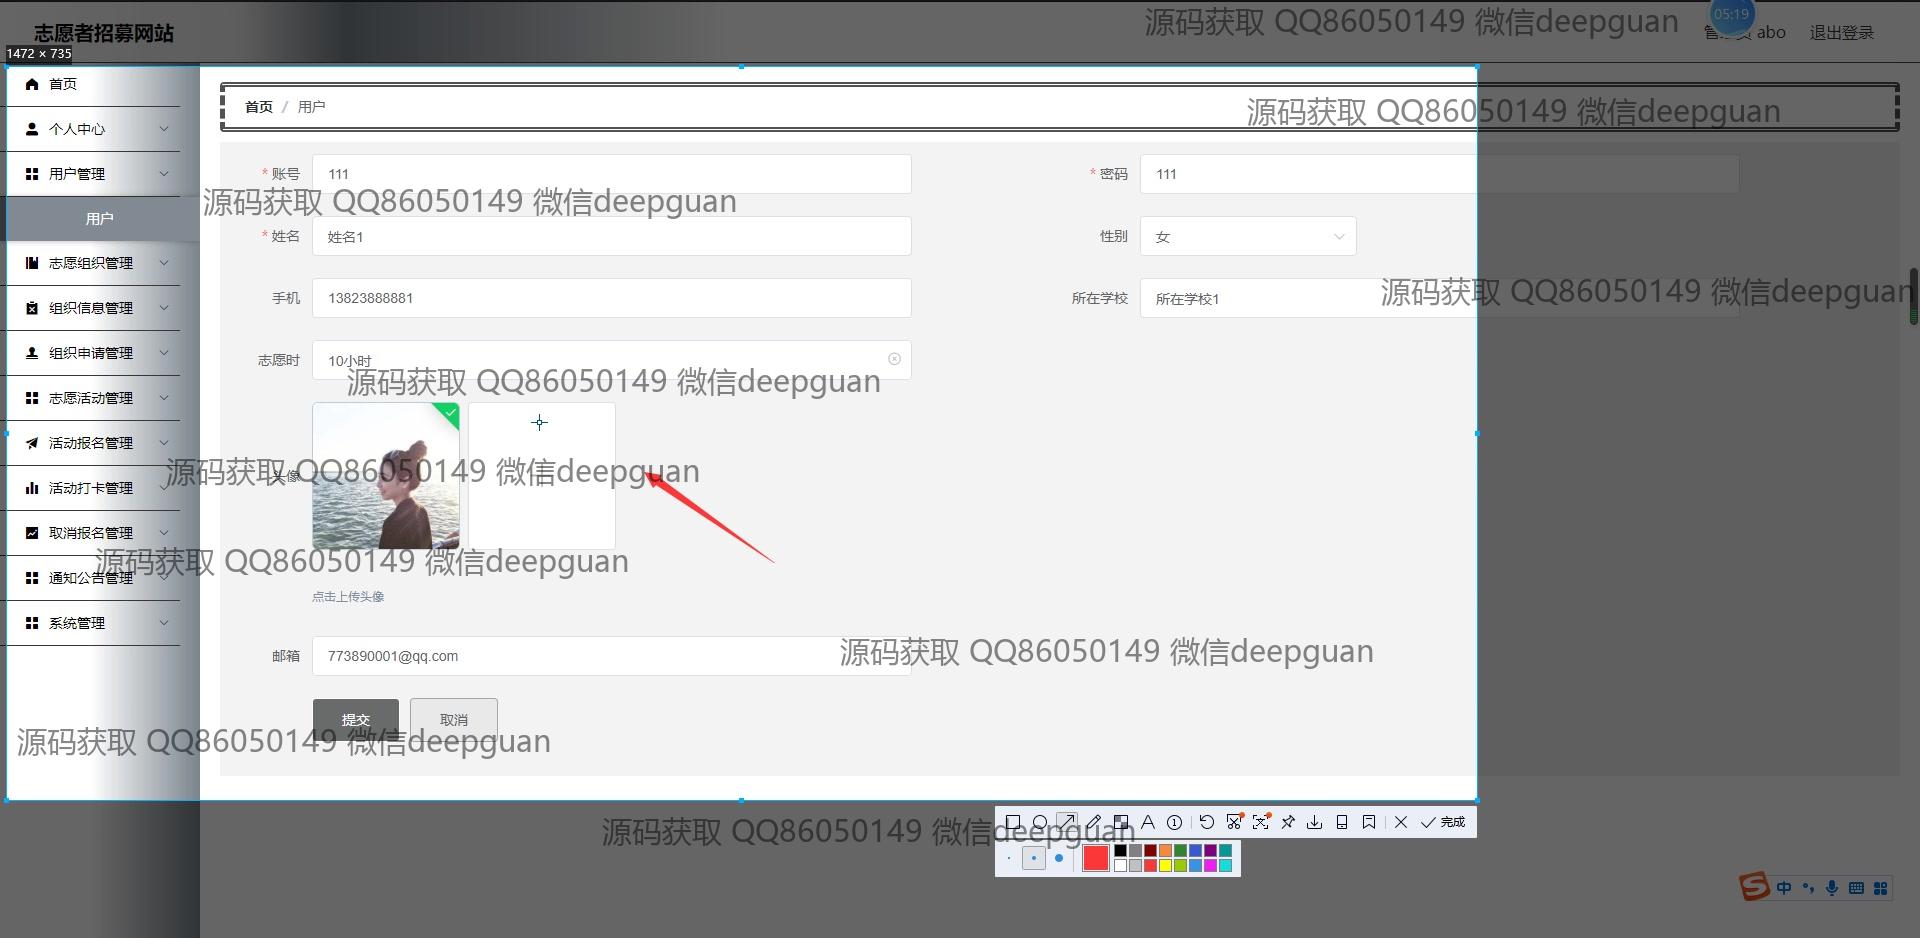 志愿者招募网站
源码获取 QQ86050149 微信deepguan
05:19
abo
退出登录
1472 × 735
首页
首页 / 用户
源码获取 QQ86050149 微信deepguan
个人中心
用户管理
* 账号 111
* 密码 111
源码获取 QQ86050149 微信deepguan
用户
* 姓名 姓名1
性别 女
志愿组织管理
手机 13823888881
所在学校 所在学校1
源码获取 QQ86050149 微信deepguan
组织信息管理
组织申请管理
志愿时 10小时
源码获取 QQ86050149 微信deepguan
志愿活动管理
活动报名管理
头像
源码获取 QQ86050149 微信deepguan
活动打卡管理
取消报名管理
源码获取 QQ86050149 微信deepguan
通知公告管理
点击上传头像
系统管理
邮箱 773890001@qq.com
源码获取 QQ86050149 微信deepguan
提交 取消
源码获取 QQ86050149 微信deepguan
源码获取 QQ86050149 微信deepguan
完成
中